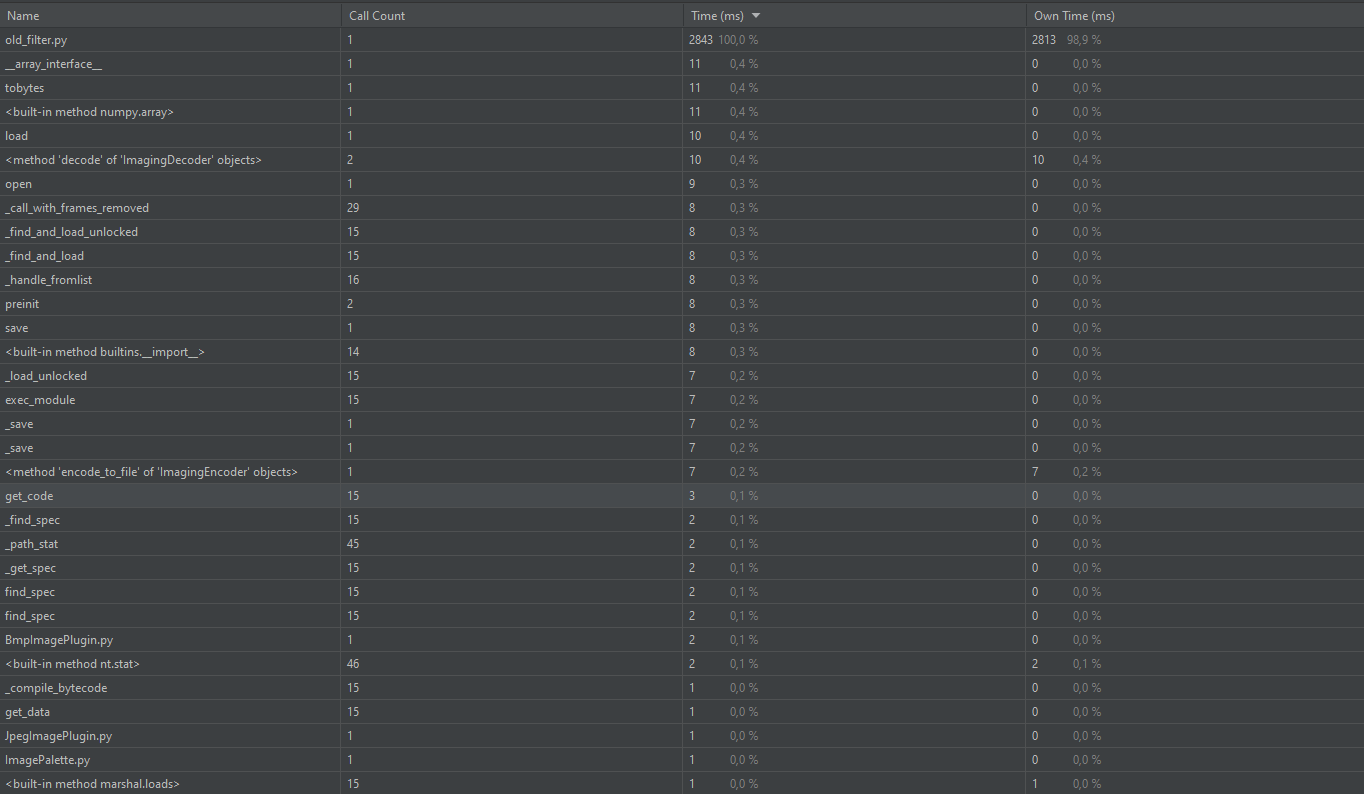 Name Call Count Time (ms) Own Time (ms)
old_filter.py 1 2843 100,0 % 2813 98,9 %
__array_interface__ 1 11 0,4 % 0 0,0 %
tobytes 1 11 0,4 % 0 0,0 %
<built-in method numpy.array> 1 11 0,4 % 0 0,0 %
load 1 10 0,4 % 0 0,0 %
<method 'decode' of 'ImagingDecoder' objects> 2 10 0,4 % 10 0,4 %
open 1 9 0,3 % 0 0,0 %
_call_with_frames_removed 29 8 0,3 % 0 0,0 %
_find_and_load_unlocked 15 8 0,3 % 0 0,0 %
_find_and_load 15 8 0,3 % 0 0,0 %
_handle_fromlist 16 8 0,3 % 0 0,0 %
preinit 2 8 0,3 % 0 0,0 %
save 1 8 0,3 % 0 0,0 %
<built-in method builtins.__import__> 14 8 0,3 % 0 0,0 %
_load_unlocked 15 7 0,2 % 0 0,0 %
exec_module 15 7 0,2 % 0 0,0 %
_save 1 7 0,2 % 0 0,0 %
_save 1 7 0,2 % 0 0,0 %
<method 'encode_to_file' of 'ImagingEncoder' objects> 1 7 0,2 % 7 0,2 %
get_code 15 3 0,1 % 0 0,0 %
_find_spec 15 2 0,1 % 0 0,0 %
_path_stat 45 2 0,1 % 0 0,0 %
_get_spec 15 2 0,1 % 0 0,0 %
find_spec 15 2 0,1 % 0 0,0 %
find_spec 15 2 0,1 % 0 0,0 %
BmpImagePlugin.py 1 2 0,1 % 0 0,0 %
<built-in method nt.stat> 46 2 0,1 % 2 0,1 %
_compile_bytecode 15 1 0,0 % 0 0,0 %
get_data 15 1 0,0 % 0 0,0 %
JpegImagePlugin.py 1 1 0,0 % 0 0,0 %
ImagePalette.py 1 1 0,0 % 0 0,0 %
<built-in method marshal.loads> 15 1 0,0 % 1 0,0 %